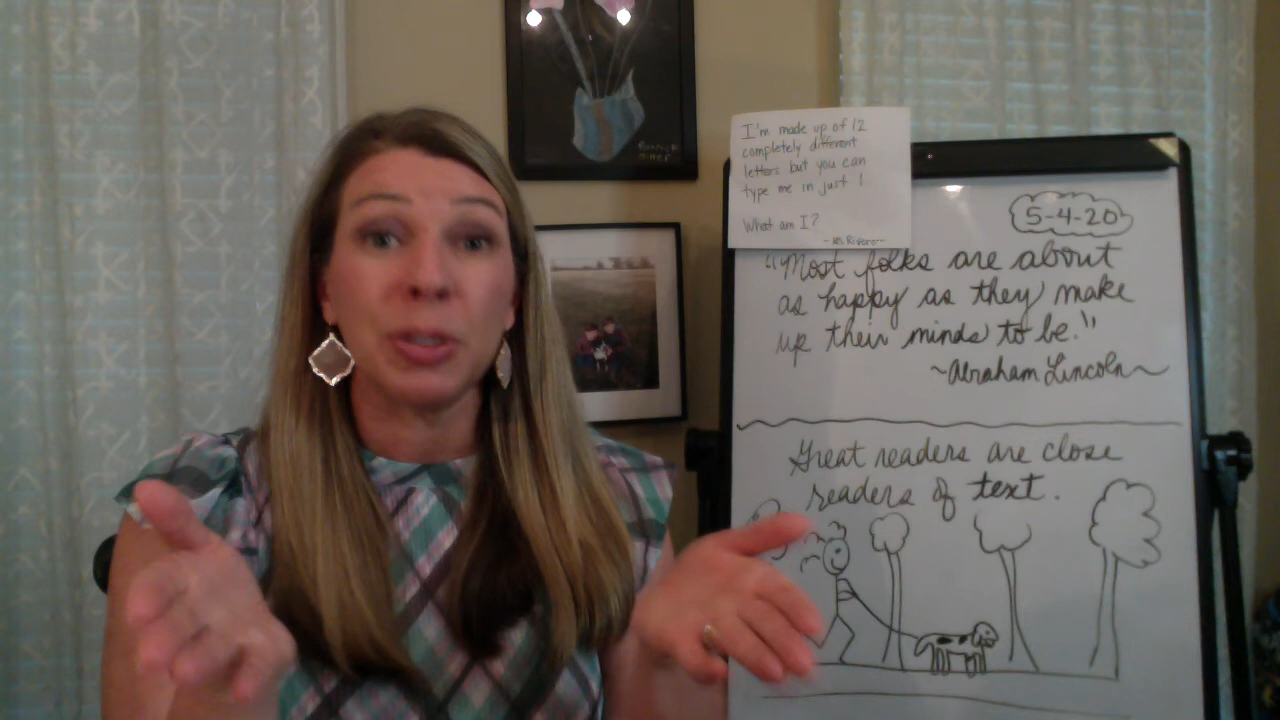 I'm made up of 12
completely different
letters but you can
type me in just 1
What am I?
5-4-20
"Most folks are about
as happy as they make
up their minds to be."
~Abraham Lincoln~
Great readers are close
readers of text.